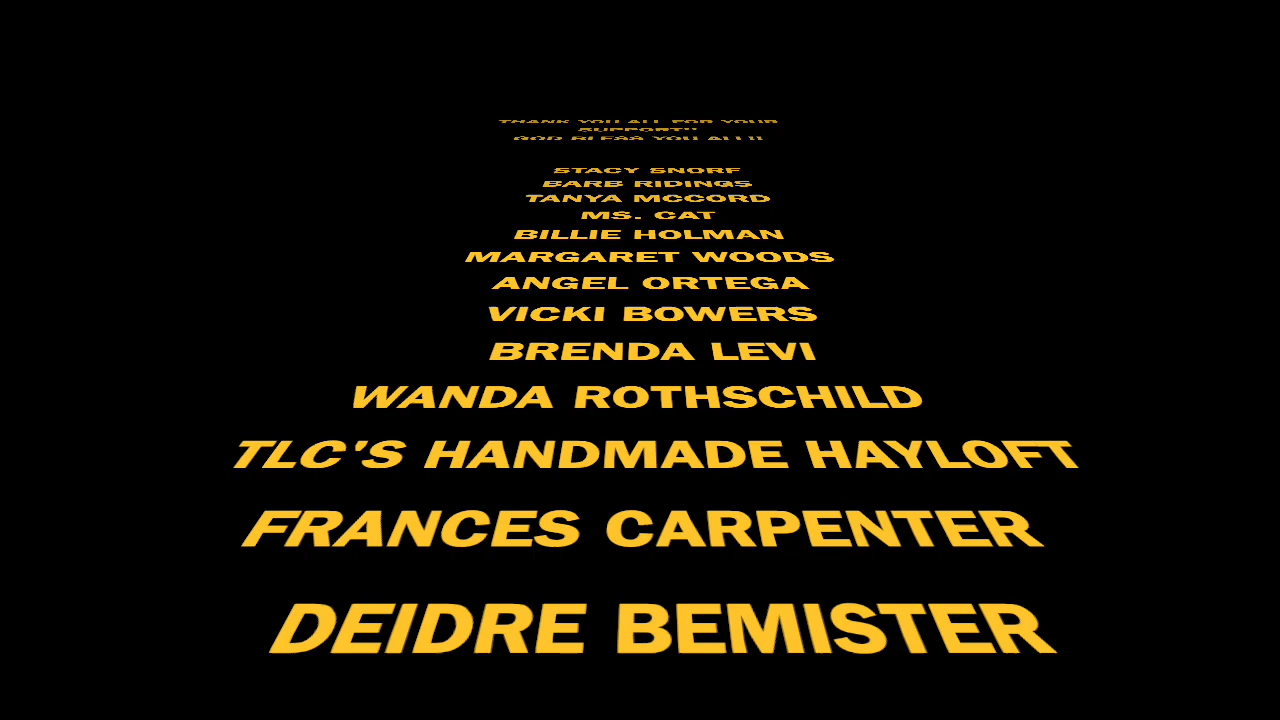 THANK YOU ALL FOR YOUR
SUPPORT!!
GOD BLESS YOU ALL!!
STACY SNORF
BARB RIDINGS
TANYA MCCORD
MS. CAT
BILLIE HOLMAN
MARGARET WOODS
ANGEL ORTEGA
VICKI BOWERS
BRENDA LEVI
WANDA ROTHSCHILD
TLC'S HANDMADE HAYLOFT
FRANCES CARPENTER
DEIDRE BEMISTER